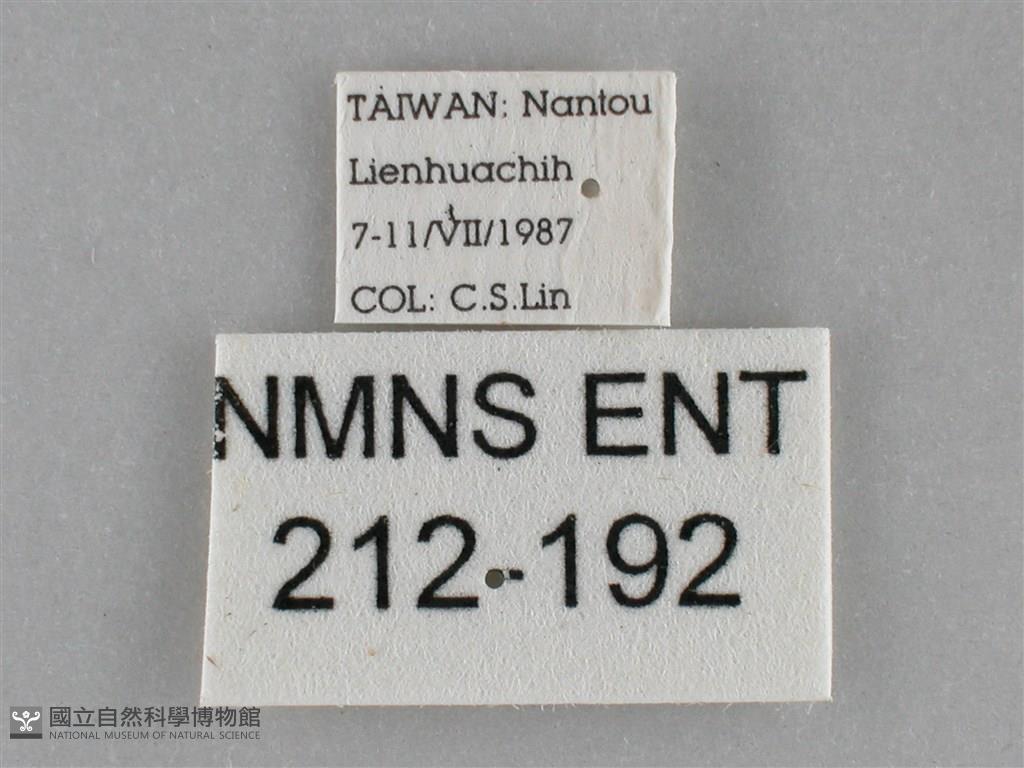 TAIWAN: Nantou
Lienhuachih
7-11/VII/1987
COL: C.S.Lin
NMNS ENT
212-192
國立自然科學博物館
NATIONAL MUSEUM OF NATURAL SCIENCE